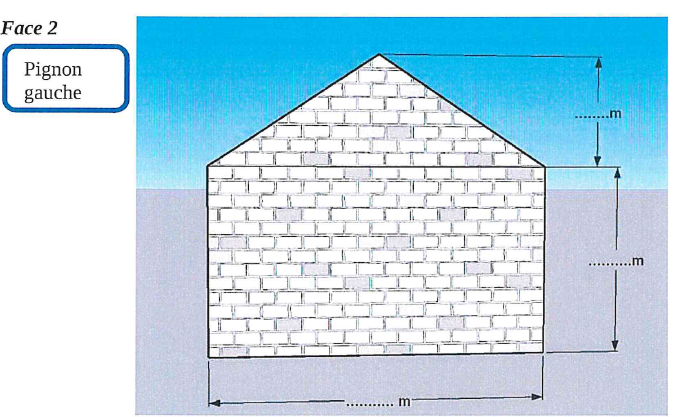 Face 2
Pignon
gauche
........m
..........m
........... m